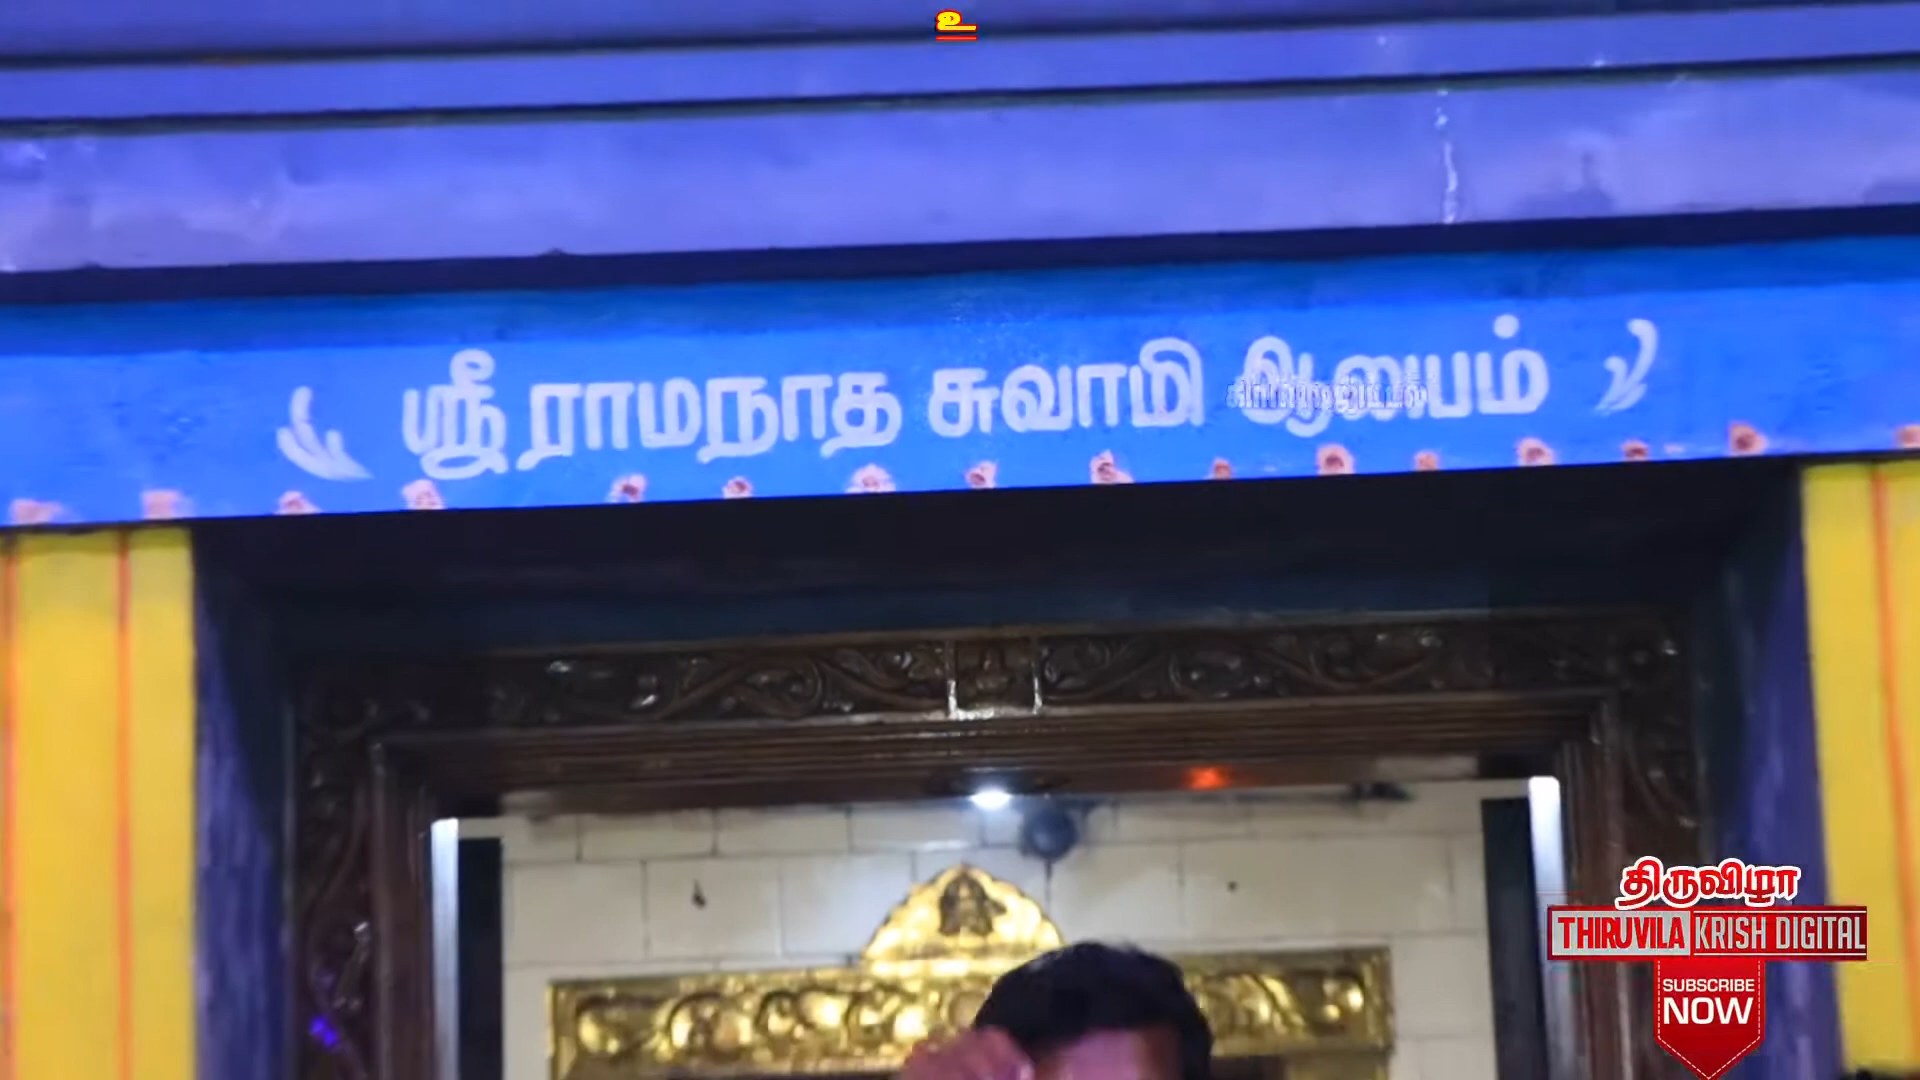 உ
ஸ்ரீ ராமநாத சுவாமி ஆலயம்
திருவிழா
THIRUVILA KRISH DIGITAL
SUBSCRIBE
NOW